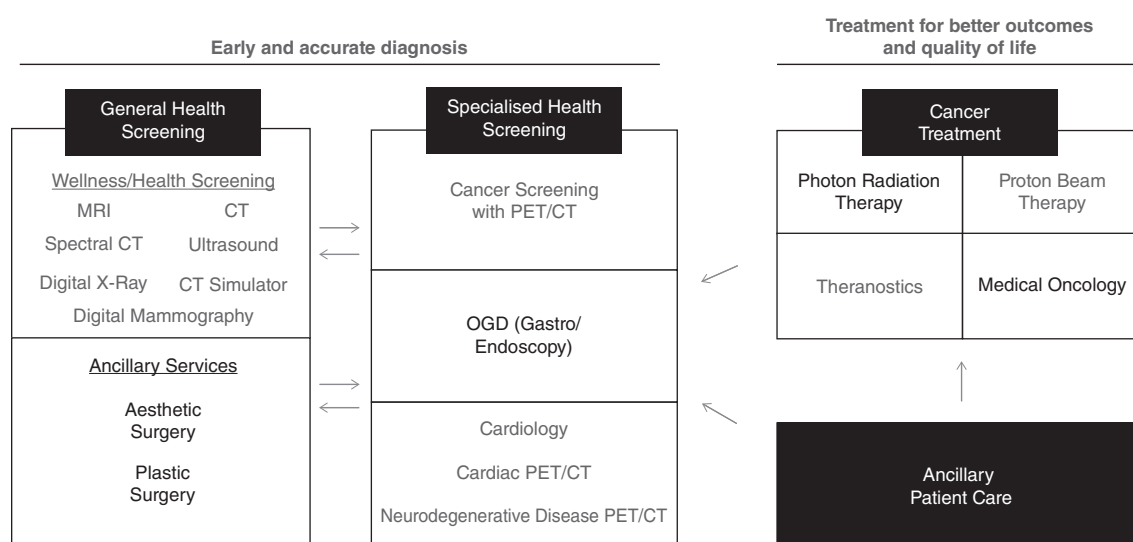 Early and accurate diagnosis
Treatment for better outcomes
and quality of life
General Health
Screening
Wellness/Health Screening
MRI CT
Spectral CT Ultrasound
Digital X-Ray CT Simulator
Digital Mammography
Ancillary Services
Aesthetic
Surgery
Plastic
Surgery
Specialised Health
Screening
Cancer Screening
with PET/CT
OGD (Gastro/
Endoscopy)
Cardiology
Cardiac PET/CT
Neurodegenerative Disease PET/CT
Cancer
Treatment
Photon Radiation
Therapy
Proton Beam
Therapy
Theranostics
Medical Oncology
Ancillary
Patient Care